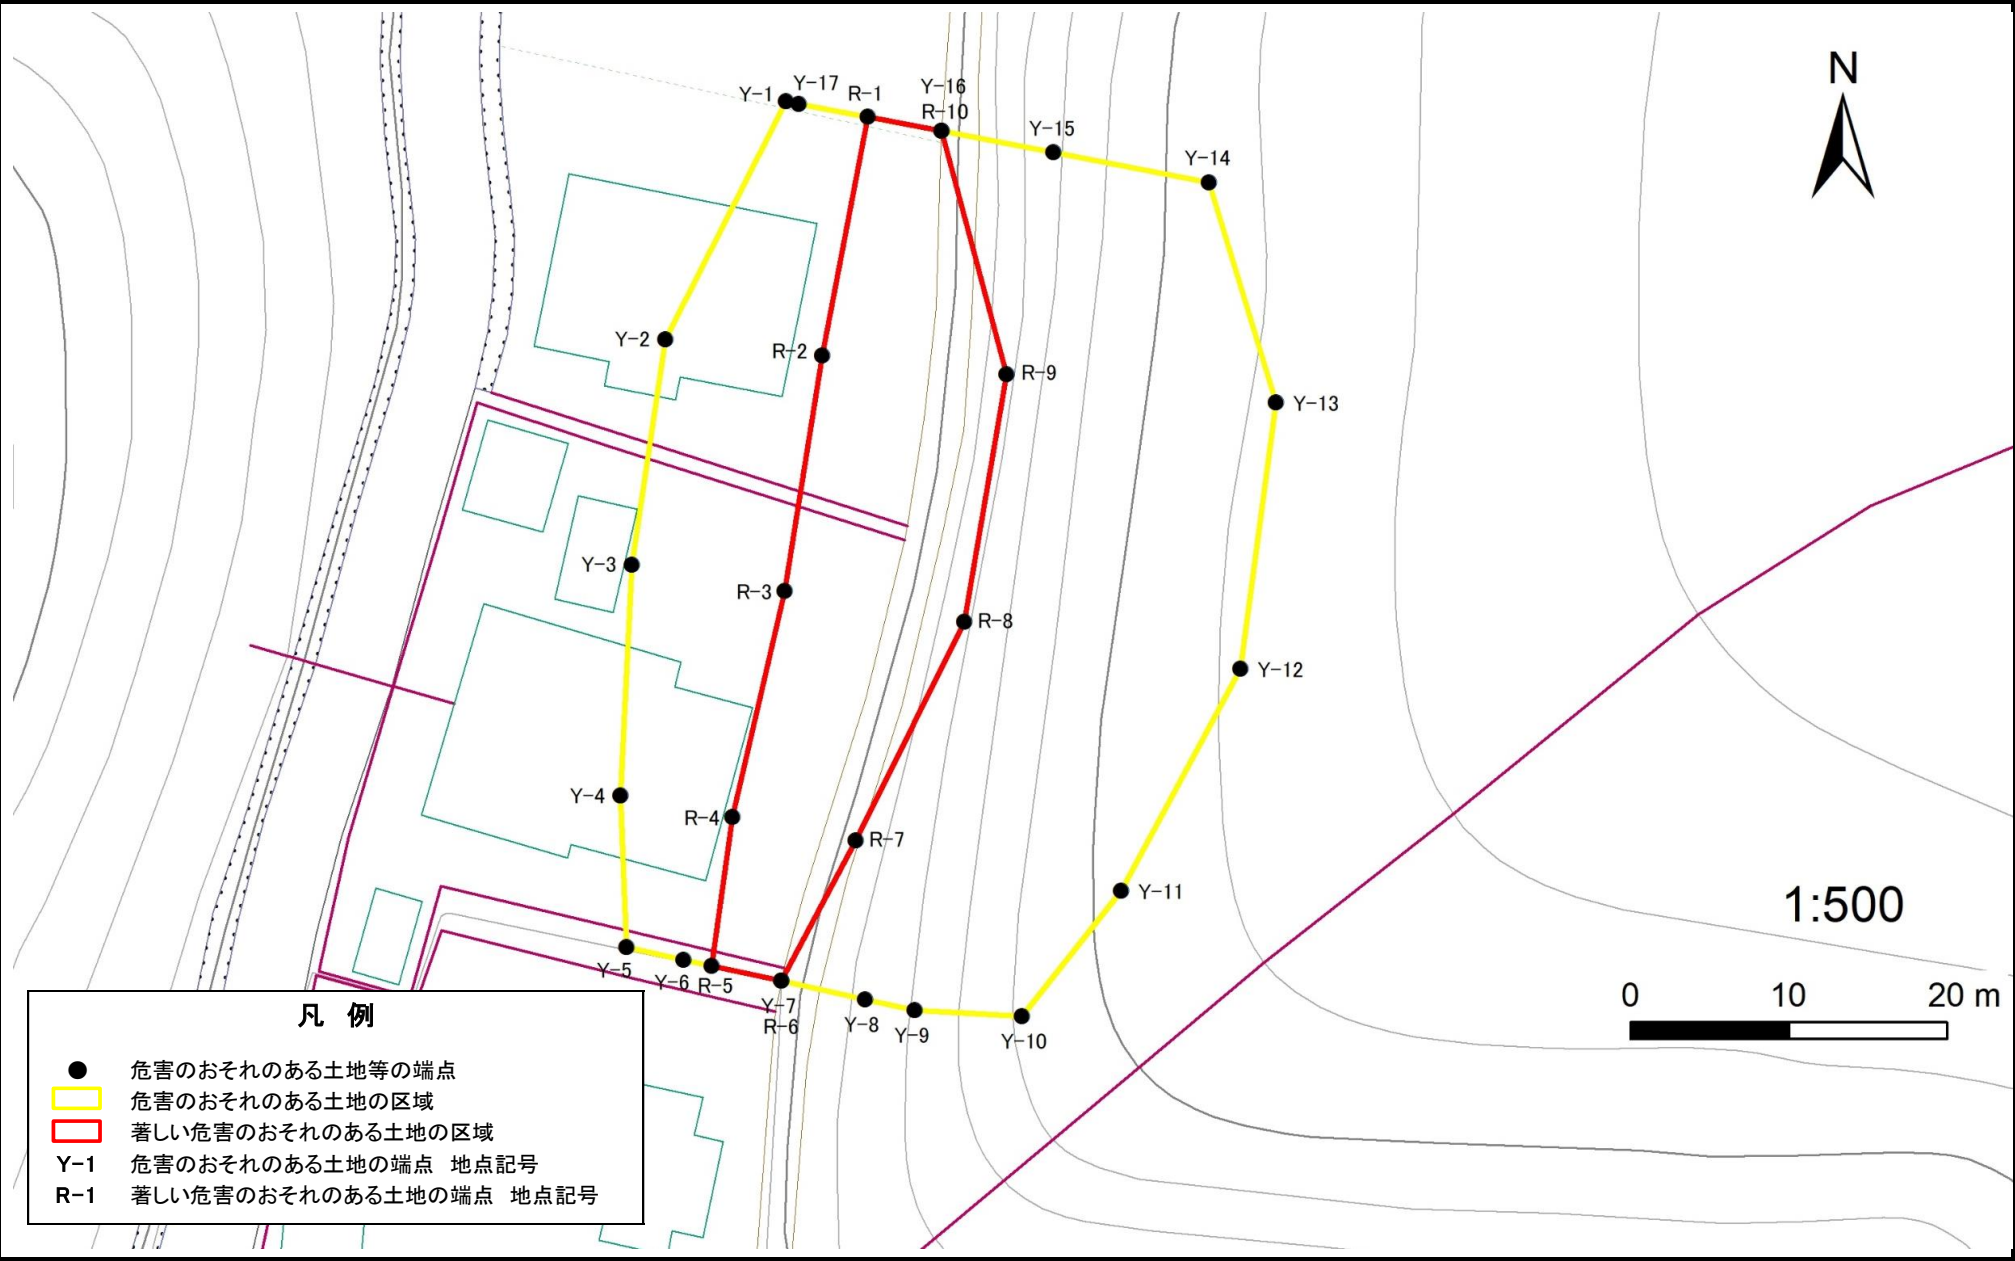 N
Y-1
Y-17
R-1
Y-16
R-10
Y-15
Y-14
Y-2
R-2
R-9
Y-13
Y-3
R-3
R-8
Y-12
Y-4
R-4
R-7
Y-11
Y-5
Y-6
R-5
Y-7
R-6
Y-8
Y-9
Y-10
1:500
0 10 20 m
凡 例
危害のおそれのある土地等の端点
危害のおそれのある土地の区域
著しい危害のおそれのある土地の区域
Y-1 危害のおそれのある土地の端点 地点記号
R-1 著しい危害のおそれのある土地の端点 地点記号